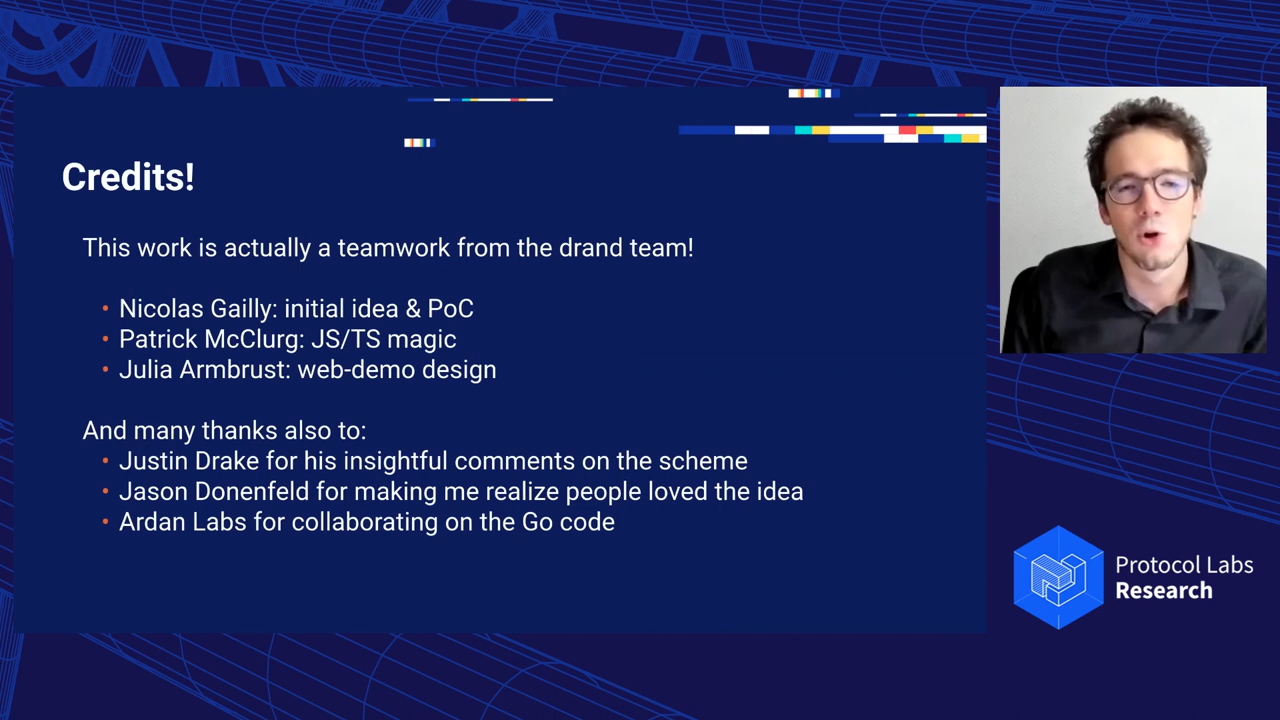 Credits!
This work is actually a teamwork from the drand team!
• Nicolas Gailly: initial idea & PoC
• Patrick McClurg: JS/TS magic
• Julia Armbrust: web-demo design
And many thanks also to:
• Justin Drake for his insightful comments on the scheme
• Jason Donenfeld for making me realize people loved the idea
• Ardan Labs for collaborating on the Go code
Protocol Labs
Research